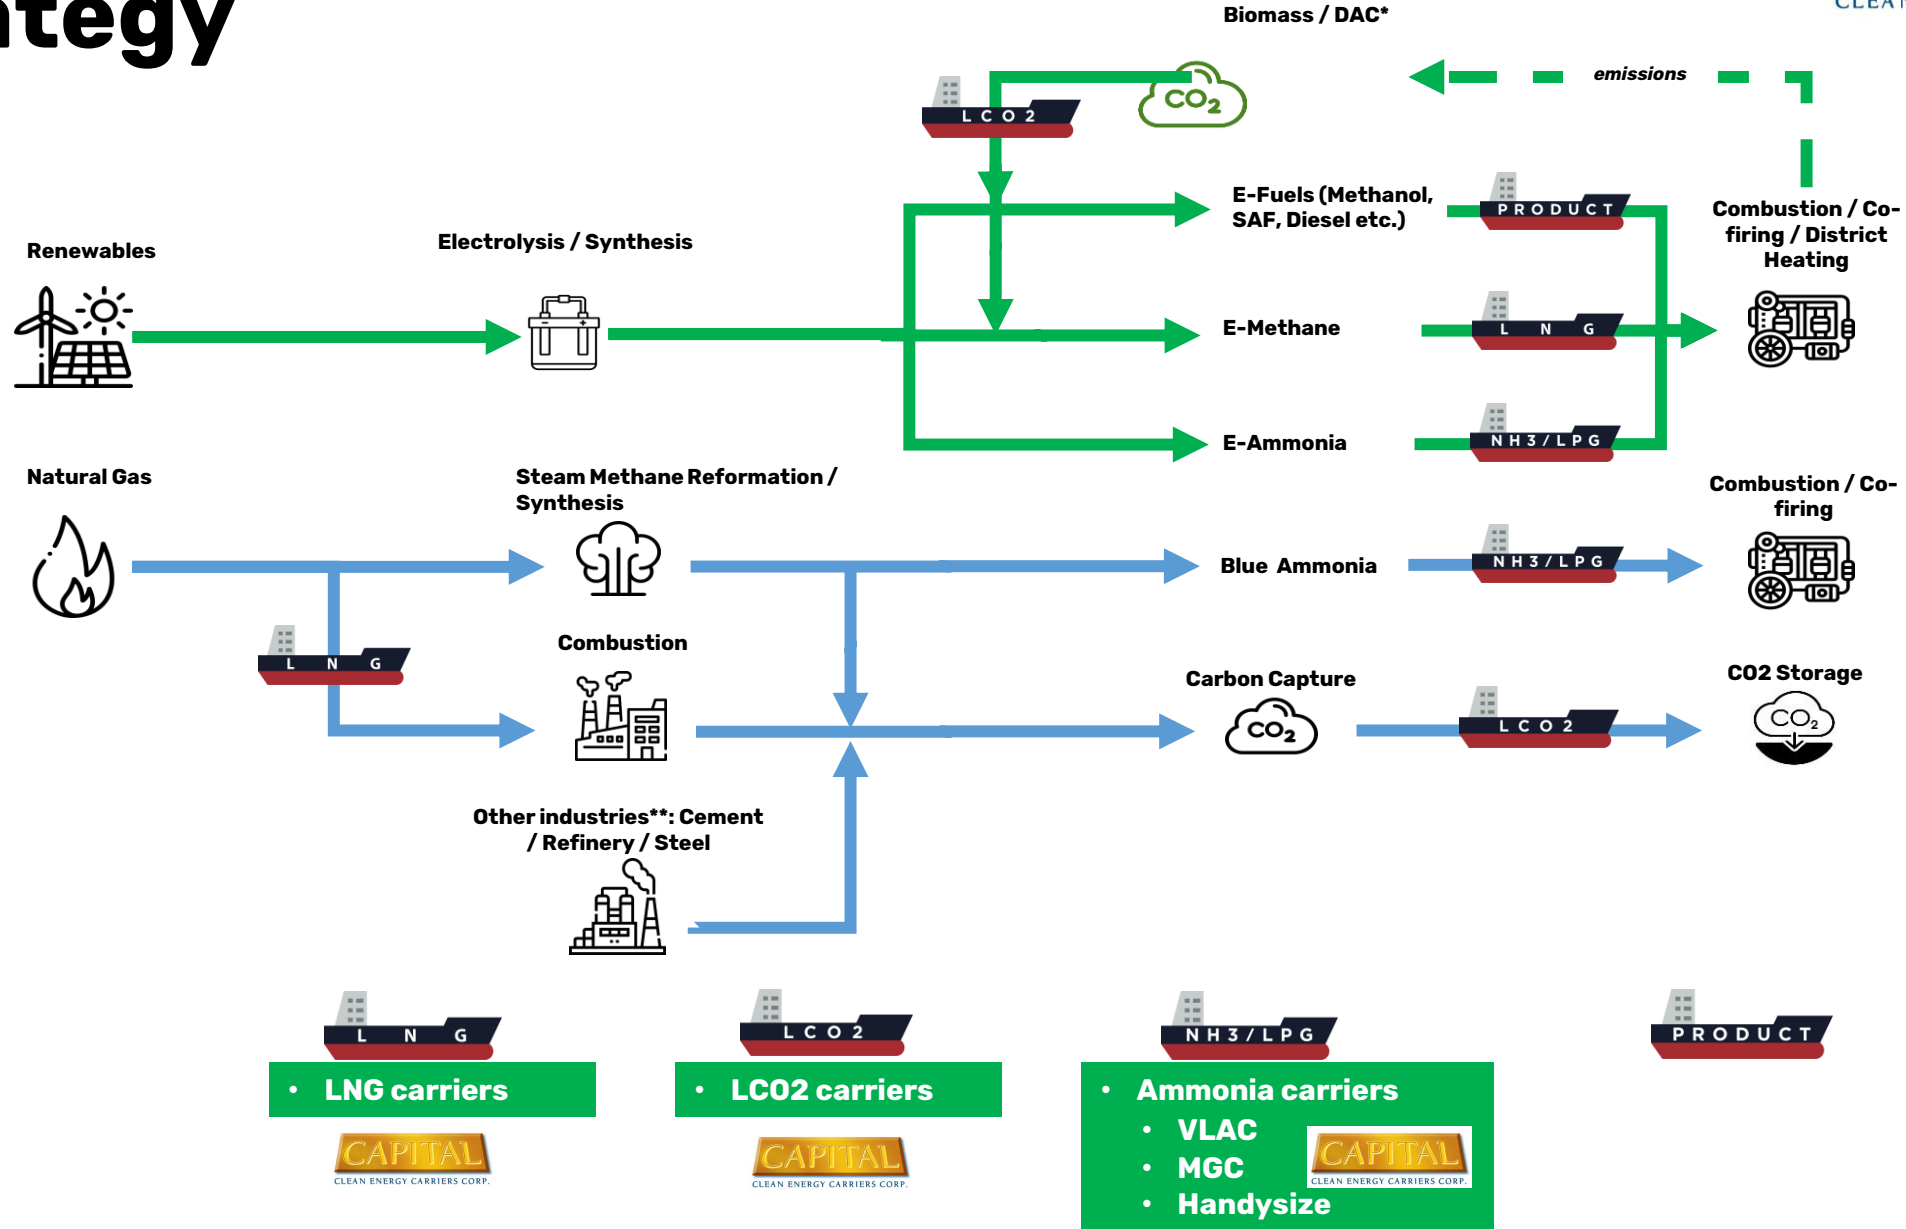 ategy
Biomass / DAC*
CLEAN
CO2
emissions
LCO2
E-Fuels (Methanol,
SAF, Diesel etc.)
PRODUCT
Combustion / Co-
firing / District
Heating
Renewables
Electrolysis / Synthesis
E-Methane
LNG
E-Ammonia
NH3/LPG
Natural Gas
Steam Methane Reformation /
Synthesis
Combustion / Co-
firing
Blue Ammonia
NH3/LPG
LNG
Combustion
Carbon Capture
CO2
LCO2
CO2 Storage
CO2
Other industries**: Cement
/ Refinery / Steel
LNG
LCO2
NH3/LPG
PRODUCT
• LNG carriers
• LCO2 carriers
• Ammonia carriers
• VLAC
• MGC
• Handysize
CAPITAL
CLEAN ENERGY CARRIERS CORP.
CAPITAL
CLEAN ENERGY CARRIERS CORP.
CAPITAL
CLEAN ENERGY CARRIERS CORP.